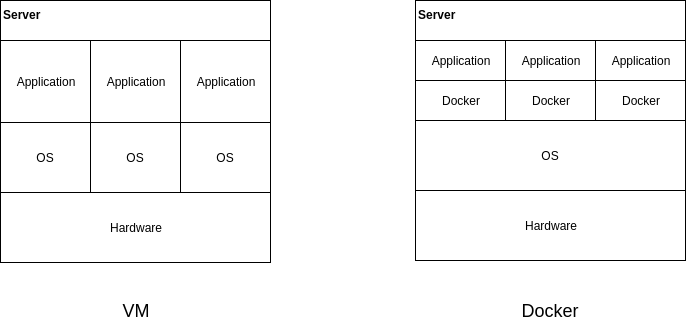 Server
Application Application Application
OS OS OS
Hardware
VM
Server
Application Application Application
Docker Docker Docker
OS
Hardware
Docker